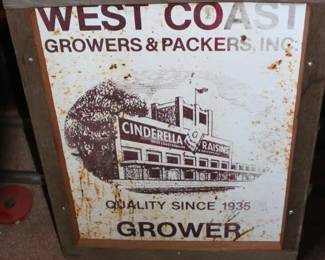 WEST COAST
GROWERS & PACKERS, INC.
CINDERELLA RAISINS
QUALITY SINCE 1935
GROWER